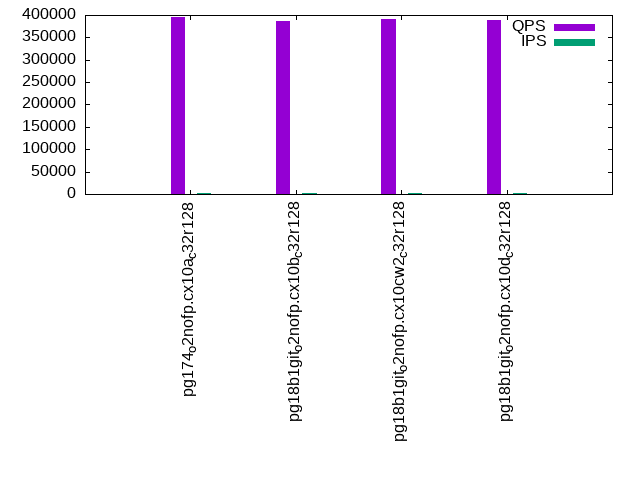 400000
350000
300000
250000
200000
150000
100000
50000
0
QPS
IPS
pg174o2nofp.cx10ac32r128
pg18b1gito2nofp.cx10bc32r128
pg18b1gito2nofp.cx10cw2c32r128
pg18b1gito2nofp.cx10dc32r128